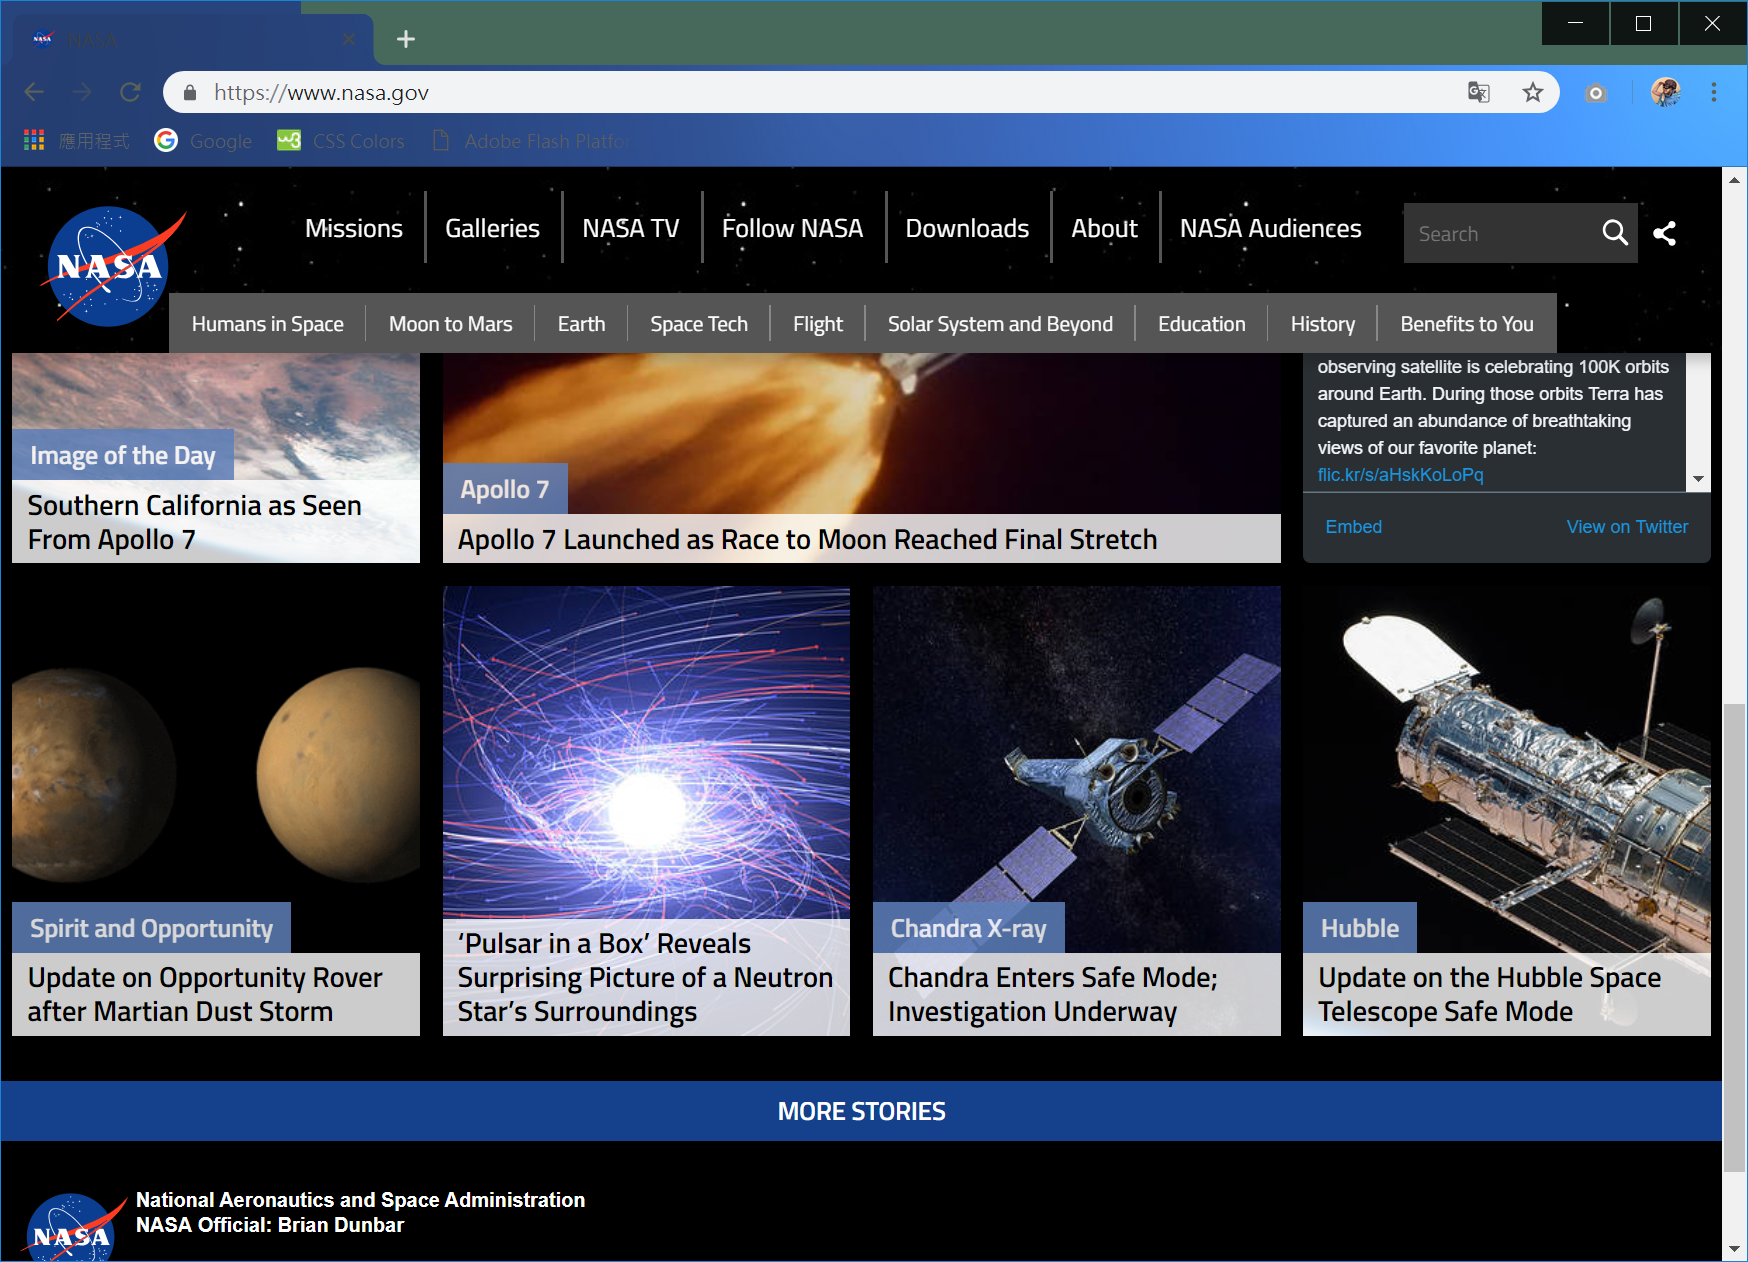 NASA
https://www.nasa.gov
應用程式
Google
CSS Colors
Adobe Flash Platfo
NASA
Missions
Galleries
NASA TV
Follow NASA
Downloads
About
NASA Audiences
Search
Humans in Space
Moon to Mars
Earth
Space Tech
Flight
Solar System and Beyond
Education
History
Benefits to You
Image of the Day
Southern California as Seen
From Apollo 7
Apollo 7
Apollo 7 Launched as Race to Moon Reached Final Stretch
observing satellite is celebrating 100K orbits
around Earth. During those orbits Terra has
captured an abundance of breathtaking
views of our favorite planet:
flic.kr/s/aHskKoLoPq
Embed
View on Twitter
Spirit and Opportunity
Update on Opportunity Rover
after Martian Dust Storm
‘Pulsar in a Box’ Reveals
Surprising Picture of a Neutron
Star’s Surroundings
Chandra X-ray
Chandra Enters Safe Mode;
Investigation Underway
Hubble
Update on the Hubble Space
Telescope Safe Mode
MORE STORIES
NASA
National Aeronautics and Space Administration
NASA Official: Brian Dunbar